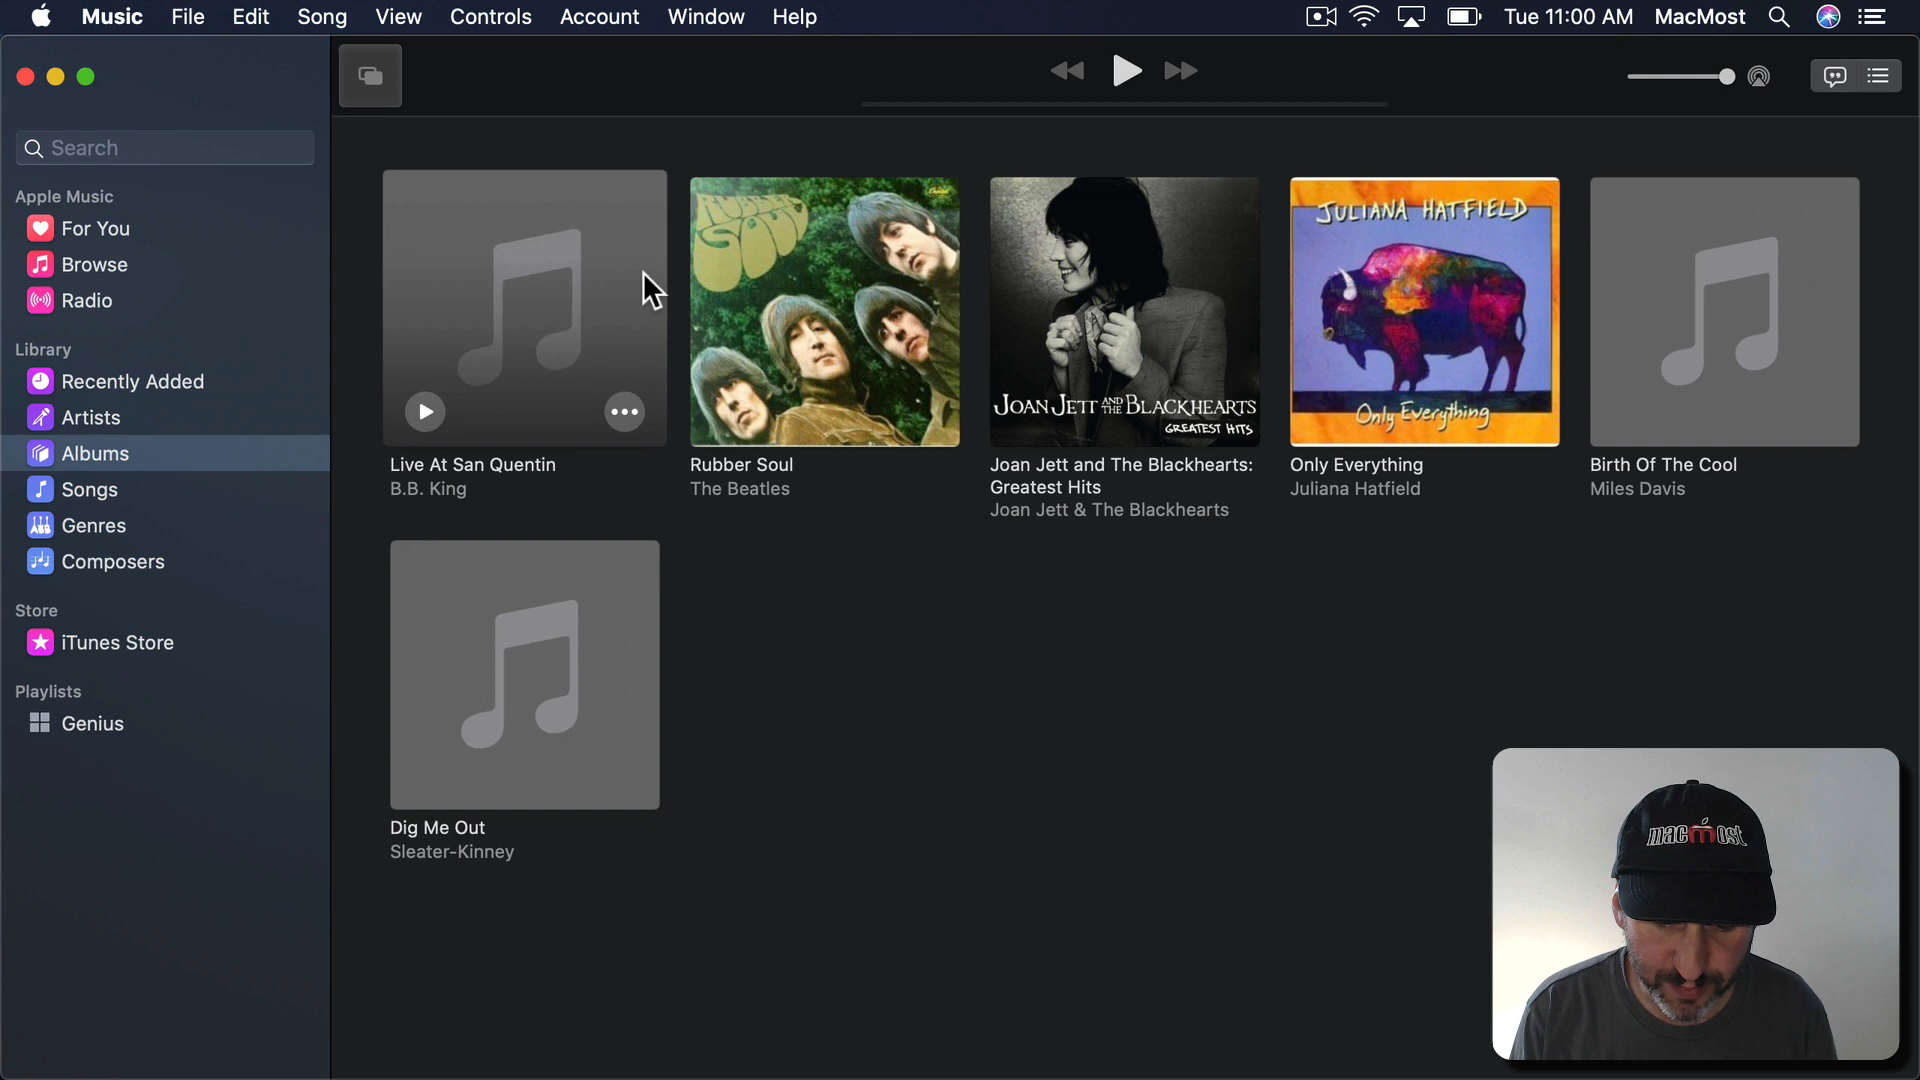 Music File Edit Song View Controls Account Window Help Tue 11:00 AM MacMost
Search
Apple Music
For You
Browse
Radio
Library
Recently Added
Artists
Albums
Songs
Genres
Composers
Store
iTunes Store
Playlists
Genius
RUBBER SOUL
JOAN JETT AND THE BLACKHEARTS
GREATEST HITS
JULIANA HATFIELD
Only Everything
Live At San Quentin
B.B. King
Rubber Soul
The Beatles
Joan Jett and The Blackhearts:
Greatest Hits
Joan Jett & The Blackhearts
Only Everything
Juliana Hatfield
Birth Of The Cool
Miles Davis
Dig Me Out
Sleater-Kinney
macmost